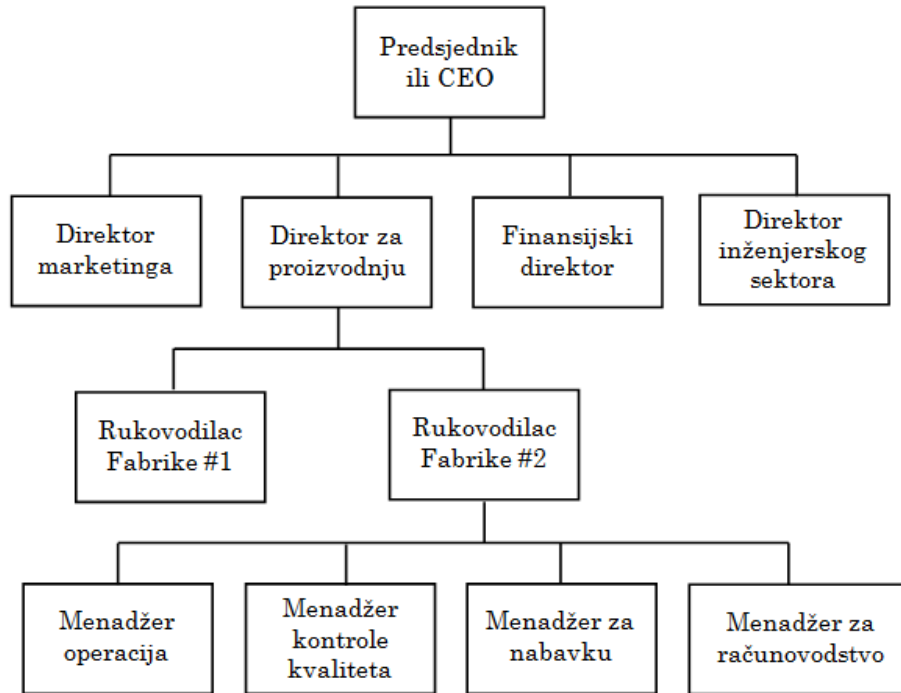 Predsjednik
ili CEO
Direktor
marketinga
Direktor za
proizvodnju
Finansijski
direktor
Direktor
inženjerskog
sektora
Rukovodilac
Fabrike #1
Rukovodilac
Fabrike #2
Menadžer
operacija
Menadžer
kontrole
kvaliteta
Menadžer za
nabavku
Menadžer za
računovodstvo